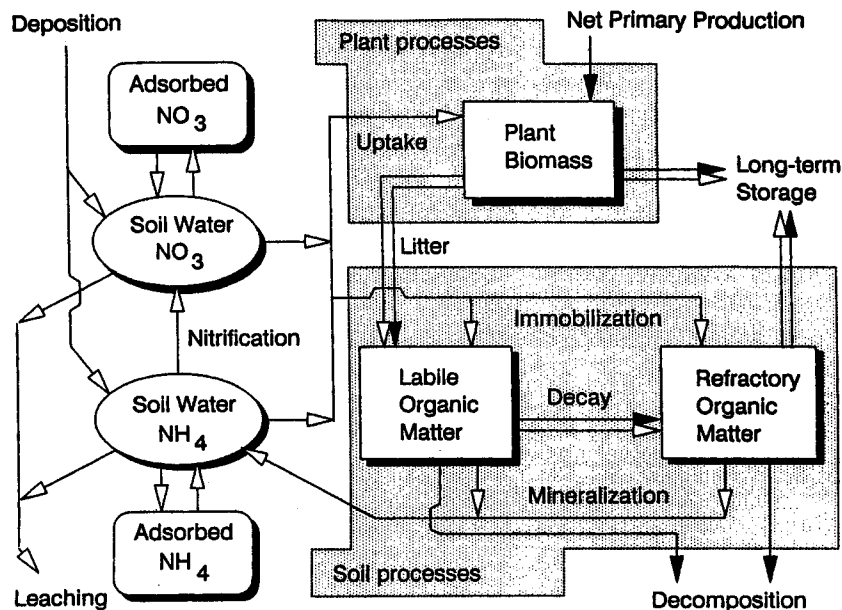 Deposition
Net Primary Production
Plant processes
Adsorbed
NO3
Plant
Biomass
Uptake
Long-term
Storage
Soil Water
NO3
Litter
Nitrification
Immobilization
Labile
Organic
Matter
Decay
Refractory
Organic
Matter
Soil Water
NH4
Mineralization
Adsorbed
NH4
Soil processes
Leaching
Decomposition